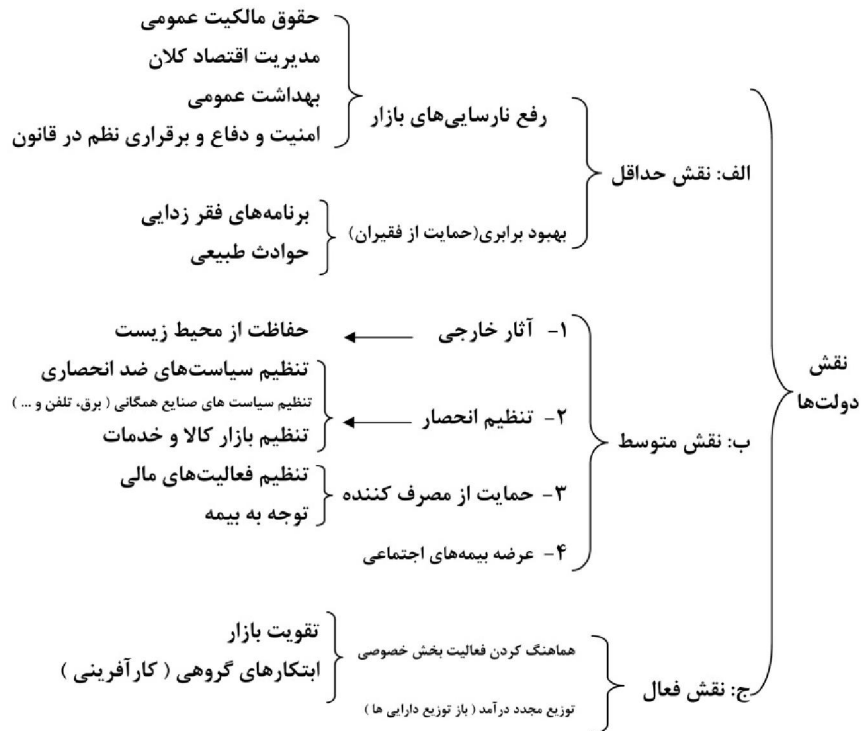 نقش
دولت‌ها
الف: نقش حداقل
رفع نارسایی‌های بازار
حقوق مالکیت عمومی
مدیریت اقتصاد کلان
بهداشت عمومی
امنیت و دفاع و برقراری نظم در قانون
بهبود برابری(حمایت از فقیران)
برنامه‌های فقر زدایی
حوادث طبیعی
ب: نقش متوسط
۱- آثار خارجی
حفاظت از محیط زیست
۲- تنظیم انحصار
تنظیم سیاست‌های ضد انحصاری
تنظیم سیاست های صنایع همگانی ( برق، تلفن و ... )
تنظیم بازار کالا و خدمات
۳- حمایت از مصرف کننده
تنظیم فعالیت‌های مالی
توجه به بیمه
۴- عرضه بیمه‌های اجتماعی
ج: نقش فعال
هماهنگ کردن فعالیت بخش خصوصی
تقویت بازار
ابتکارهای گروهی ( کارآفرینی )
توزیع مجدد درآمد ( باز توزیع دارایی ها )